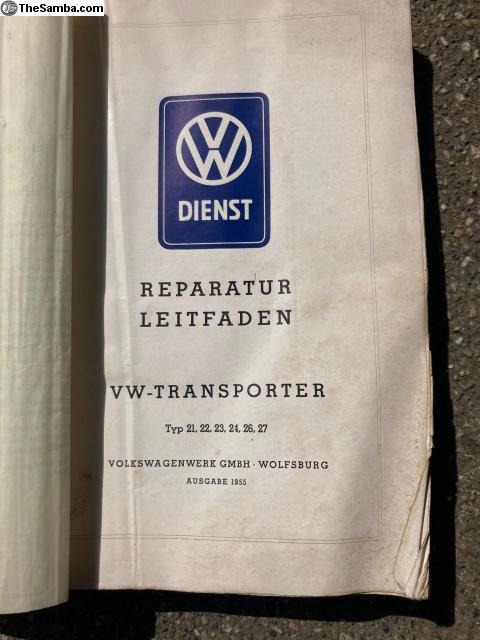 TheSamba.com
VW
DIENST
REPARATUR
LEITFADEN
VW-TRANSPORTER
Typ 21, 22, 23, 24, 26, 27
VOLKSWAGENWERK GMBH · WOLFSBURG
AUSGABE 1955